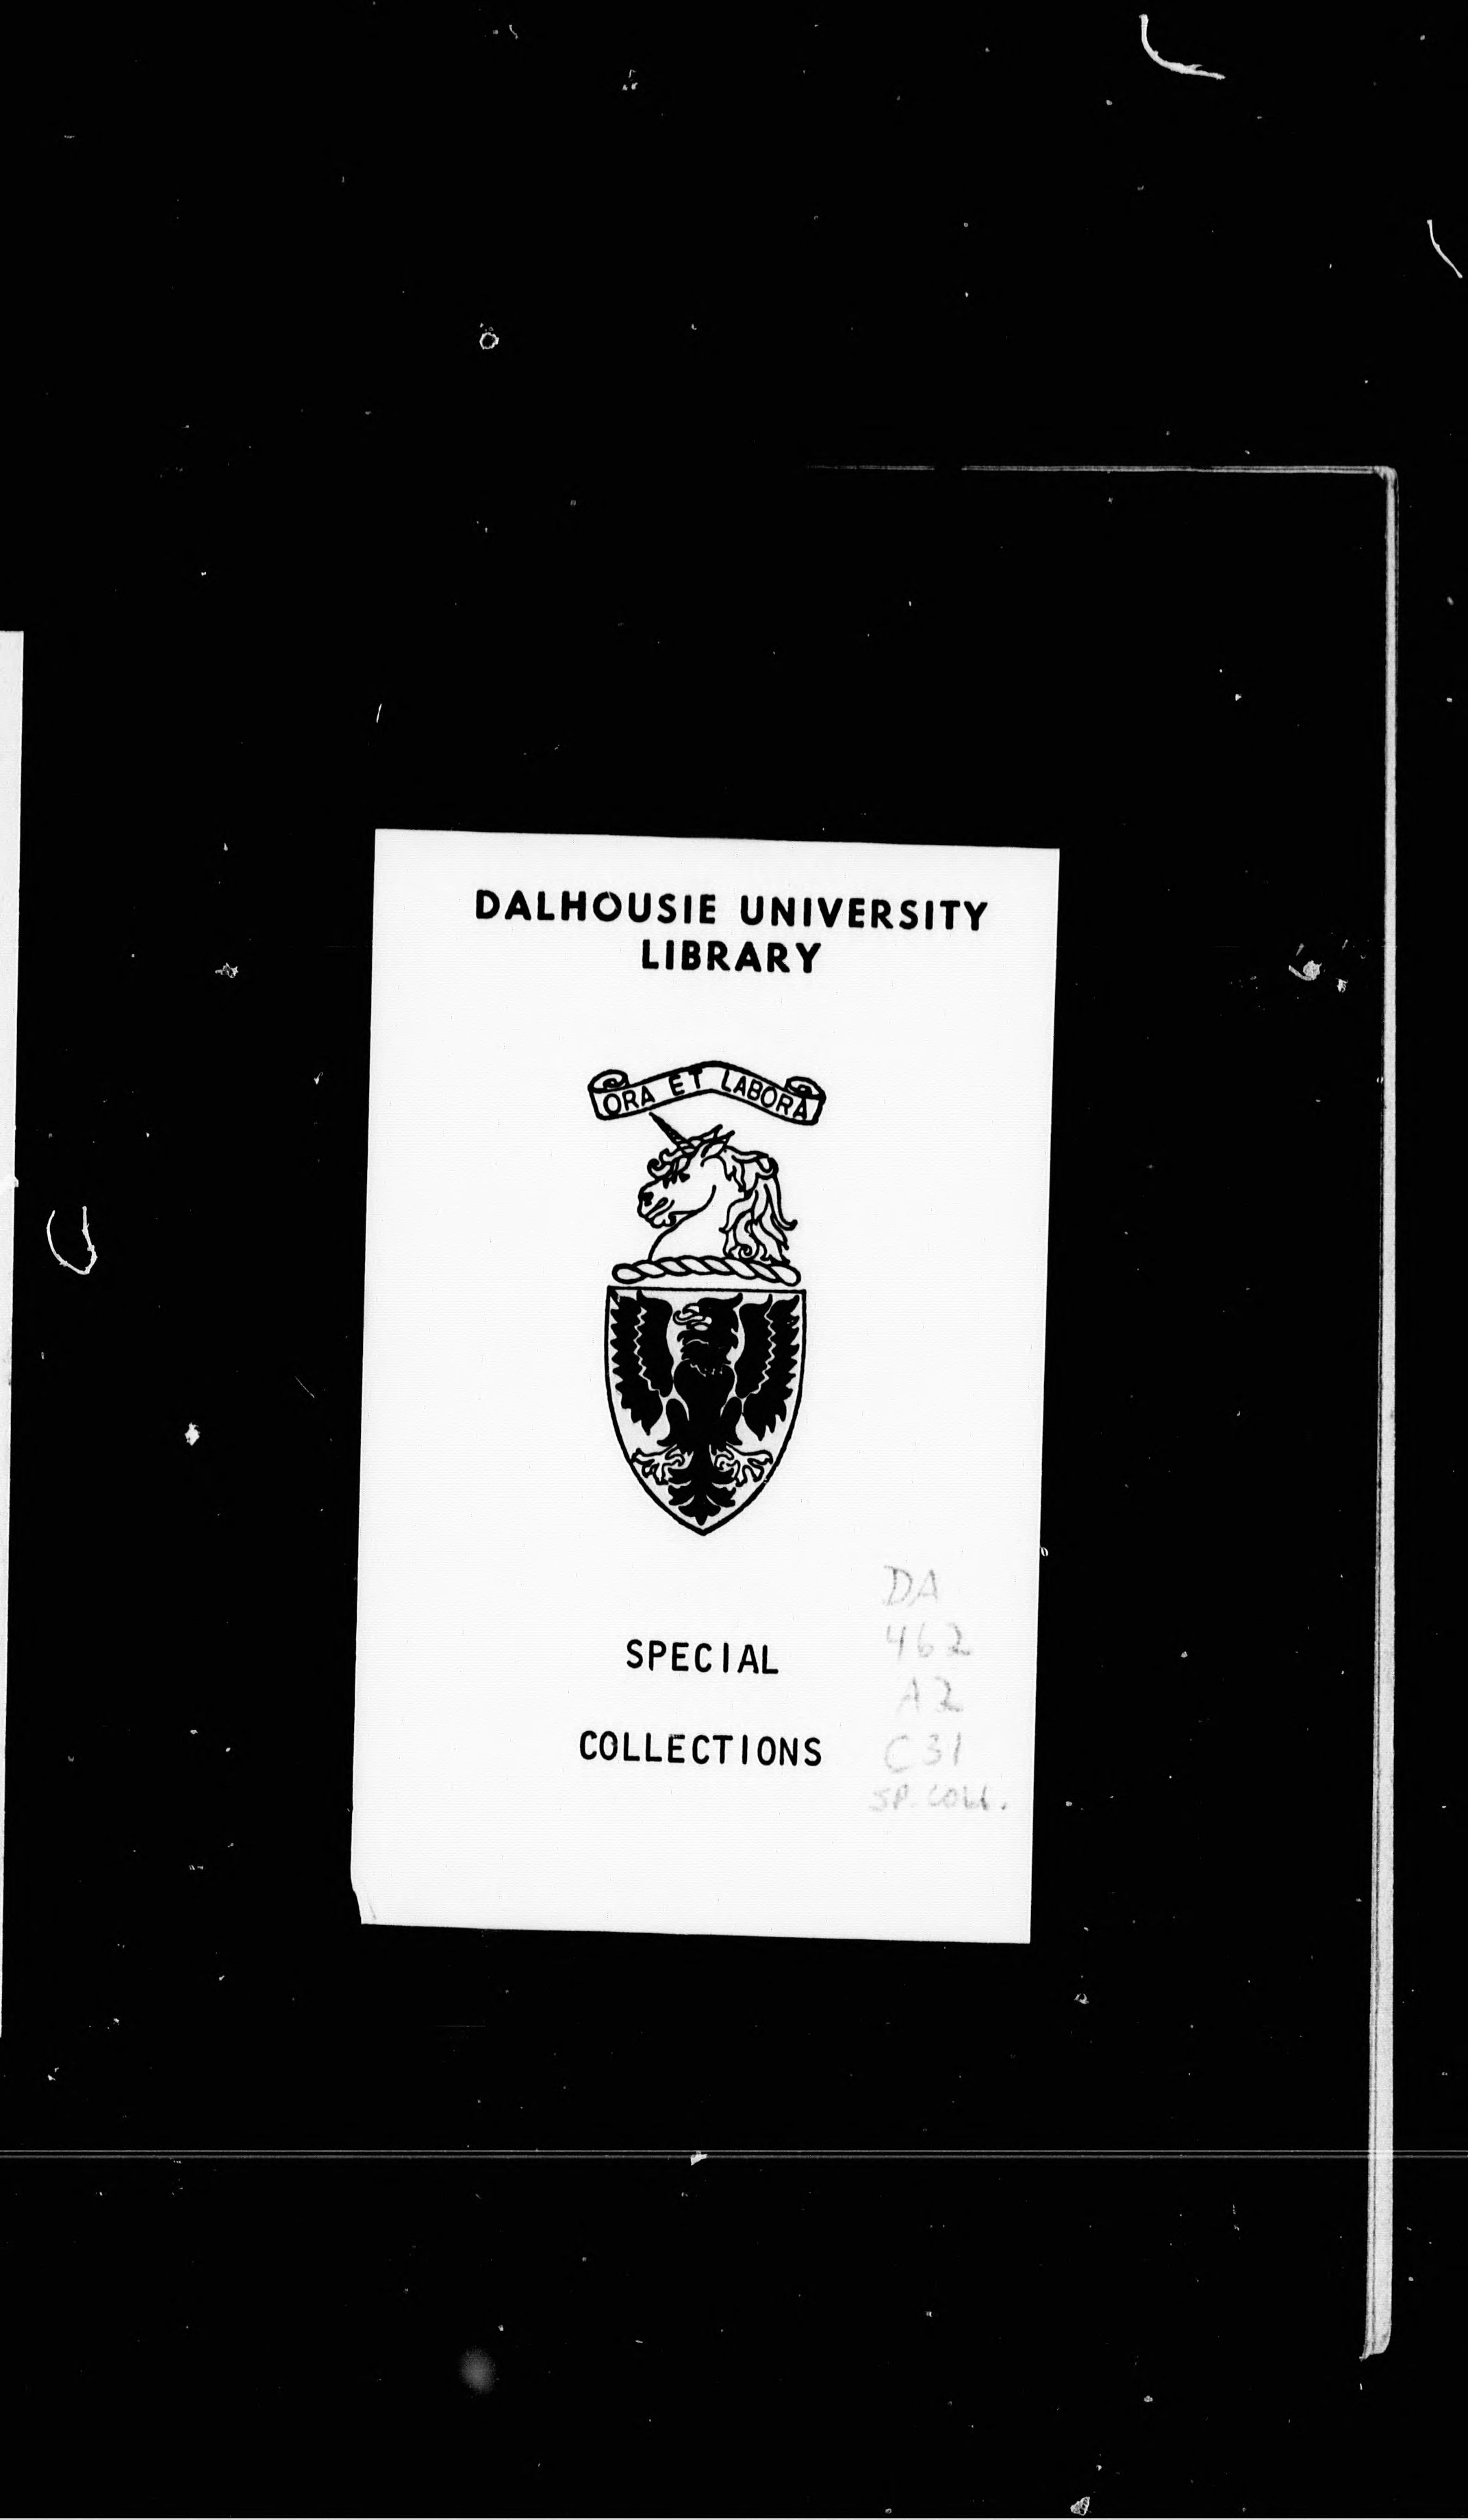 DALHOUSIE UNIVERSITY
LIBRARY
ORA ET LABORA
SPECIAL
COLLECTIONS
DA
462
A2
C31
SP. COLL.